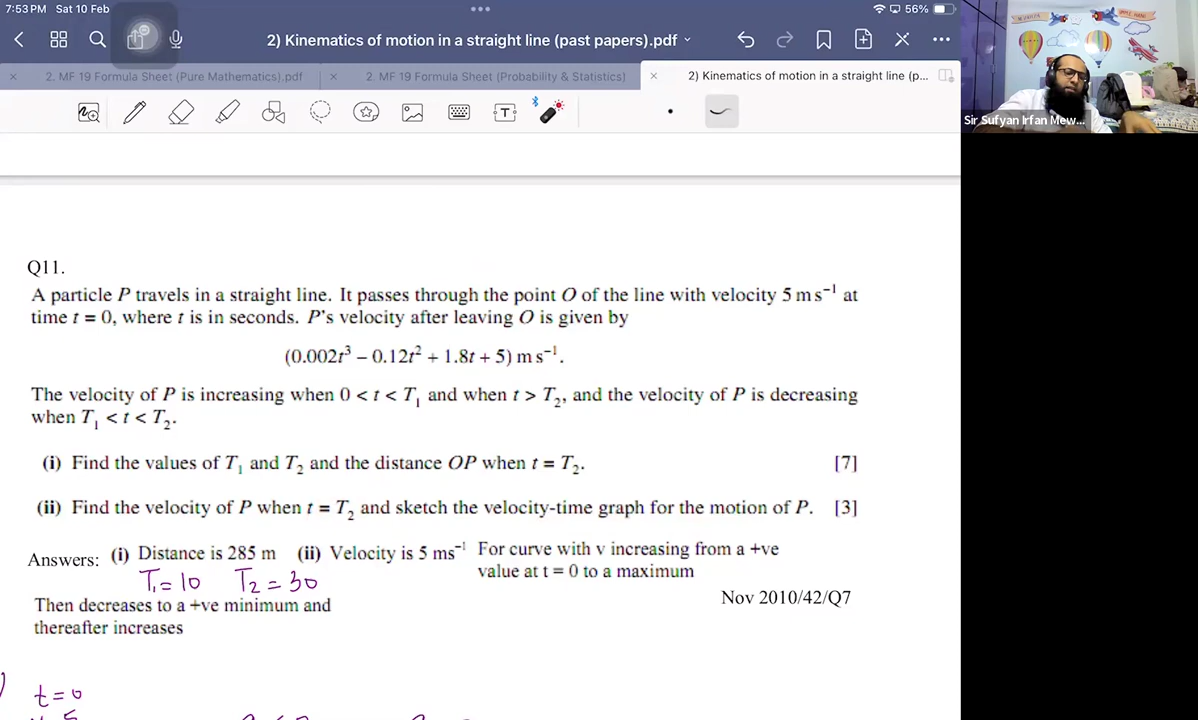 7:53 PM Sat 10 Feb
56%
2) Kinematics of motion in a straight line (past papers).pdf
2. MF 19 Formula Sheet (Pure Mathematics).pdf
2. MF 19 Formula Sheet (Probability & Statistics)
2) Kinematics of motion in a straight line (p...
Sir Sufyan Irfan Mew...
Q11.
A particle P travels in a straight line. It passes through the point O of the line with velocity 5 m s⁻¹ at
time t = 0, where t is in seconds. P's velocity after leaving O is given by
(0.002t³ − 0.12t² + 1.8t + 5) m s⁻¹.
The velocity of P is increasing when 0 < t < T₁ and when t > T₂, and the velocity of P is decreasing
when T₁ < t < T₂.
(i) Find the values of T₁ and T₂ and the distance OP when t = T₂. [7]
(ii) Find the velocity of P when t = T₂ and sketch the velocity-time graph for the motion of P. [3]
Answers: (i) Distance is 285 m (ii) Velocity is 5 ms⁻¹ For curve with v increasing from a +ve
value at t = 0 to a maximum
T₁ = 10 T₂ = 30
Then decreases to a +ve minimum and
thereafter increases
Nov 2010/42/Q7
t = 0